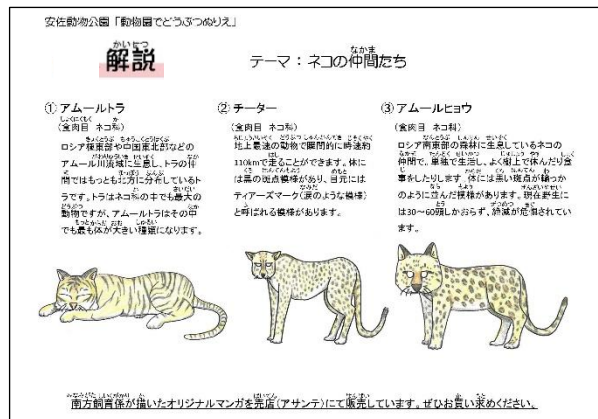 安佐動物公園「動物園でどうぶつぬりえ」
かいせつ
解説
なかま
テーマ：ネコの仲間たち
① アムールトラ
(食肉目 ネコ科)
ロシア極東部や中国東北部などの
アムール川流域に生息し、トラの仲
間ではもっとも北方に分布しているト
ラです。トラはネコ科の中でも最大の
動物ですが、アムールトラはその中
でも最も体が大きい種類になります。
② チーター
(食肉目 ネコ科)
地上最速の動物で瞬間的に時速約
110kmで走ることができます。体に
は黒の斑点模様があり、目元には
ティアーズマーク(涙のような模様)
と呼ばれる模様があります。
③ アムールヒョウ
(食肉目 ネコ科)
ロシア南東部の森林に生息しているネコの
仲間で、単独で生活し、よく樹上で休んだり食
事をしたりします。体には黒い斑点が
のように並んだ模様があります。現在野生に
は30～60頭しかおらず、絶滅が危惧されてい
ます。
南方飼育係が描いたオリジナルマンガを売店(アサンテ)にて販売しています。ぜひお買い求めください。